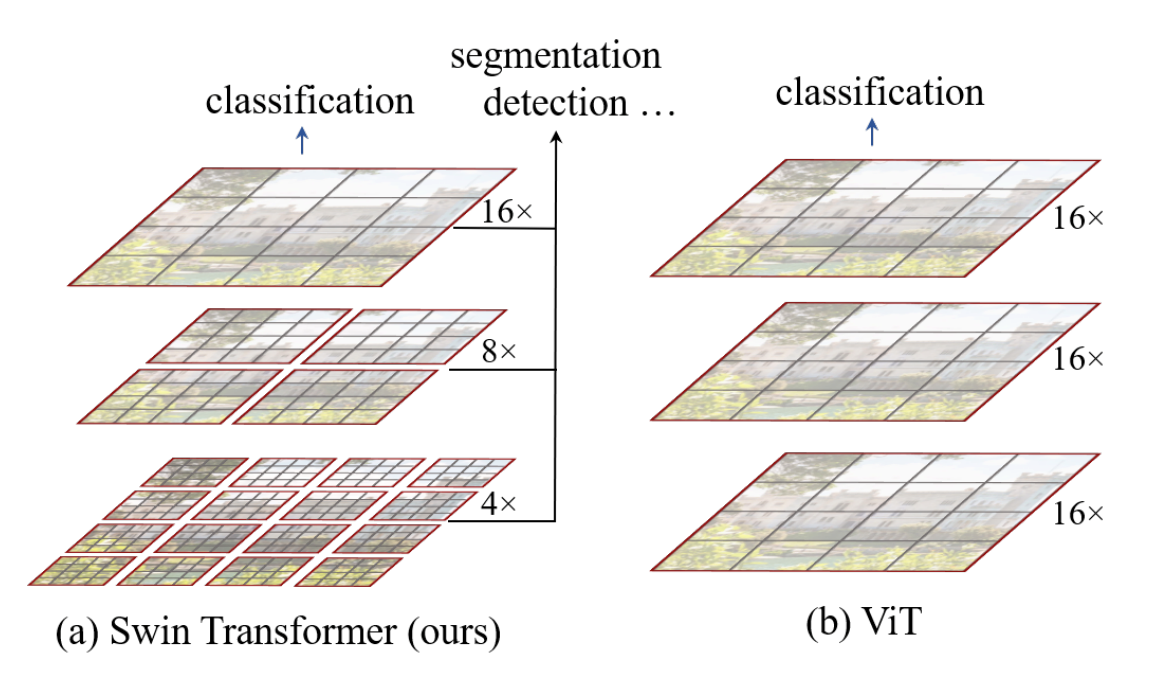 segmentation
detection …
classification
16×
8×
4×
(a) Swin Transformer (ours)
classification
16×
16×
16×
(b) ViT